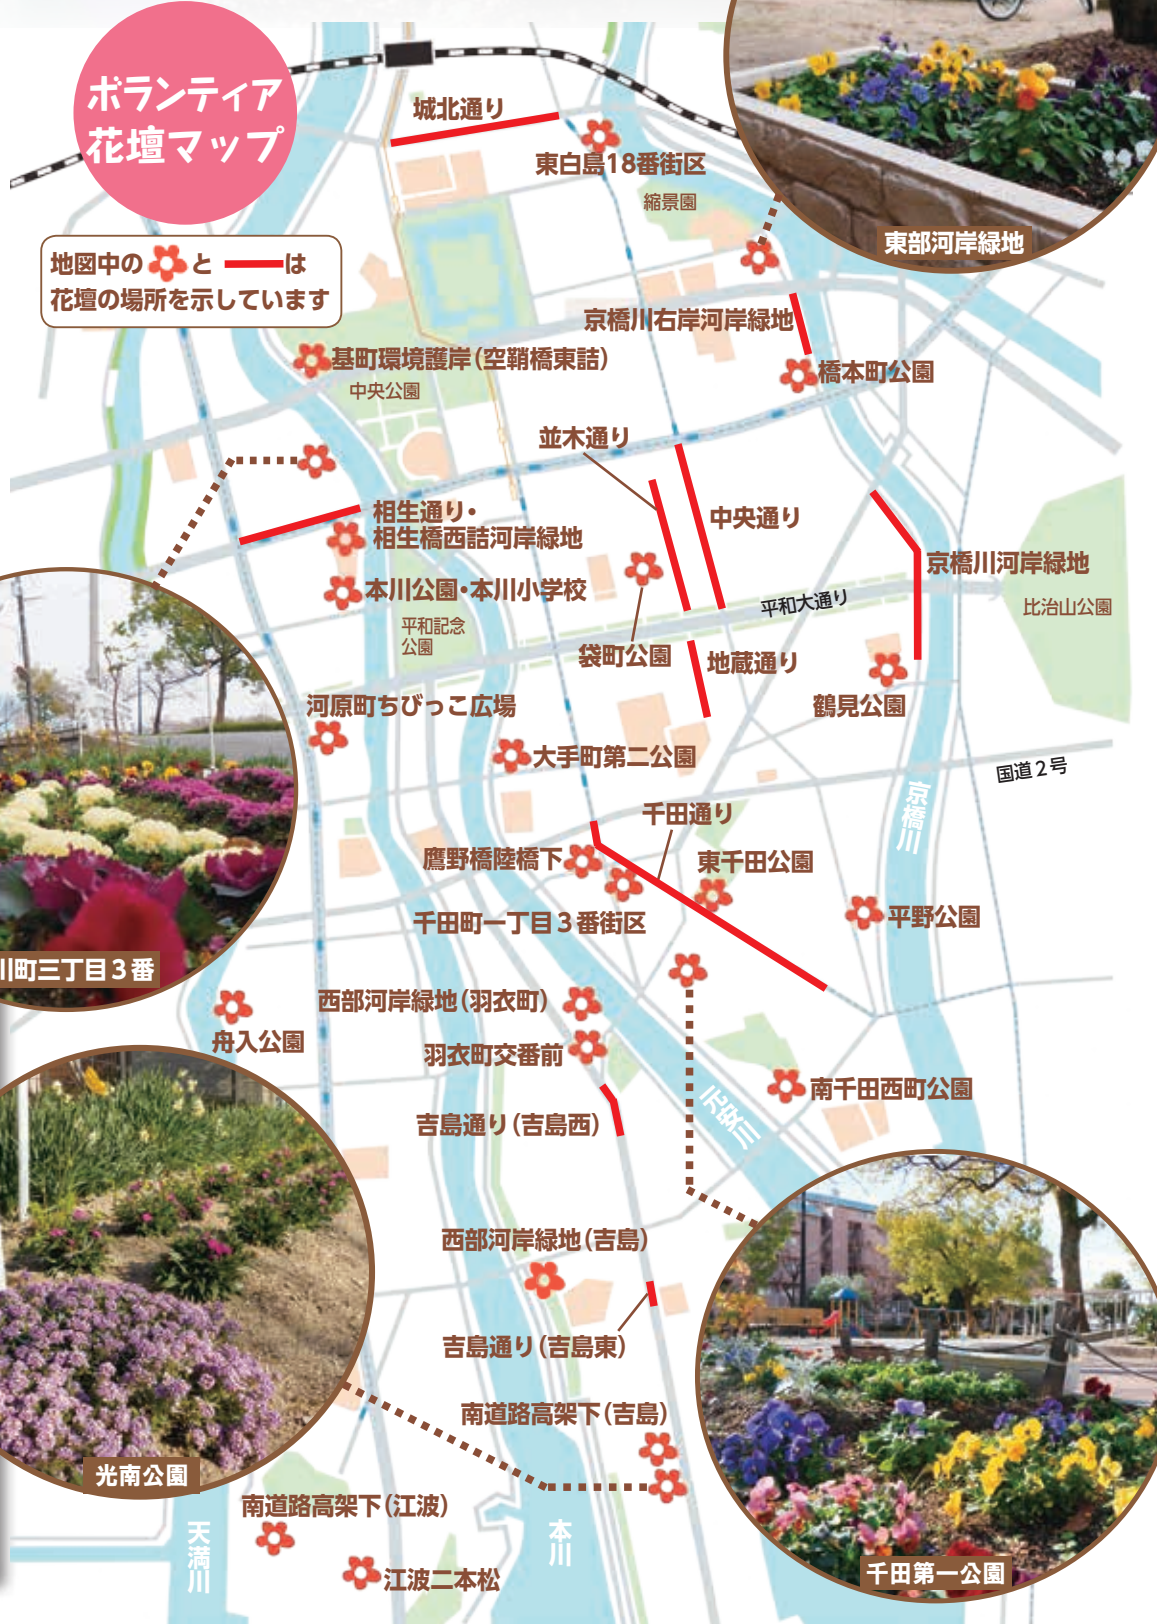 ボランティア
花壇マップ
地図中の と は
花壇の場所を示しています
城北通り
東白島18番街区
縮景園
東部河岸緑地
京橋川右岸河岸緑地
基町環境護岸(空鞘橋東詰)
中央公園
橋本町公園
並木通り
相生通り・
相生橋西詰河岸緑地
中央通り
京橋川河岸緑地
本川公園・本川小学校
平和大通り
比治山公園
平和記念
公園
袋町公園
地蔵通り
河原町ちびっこ広場
鶴見公園
大手町第二公園
国道2号
京橋川
千田通り
鷹野橋陸橋下
東千田公園
千田町一丁目3番街区
平野公園
川町三丁目3番
西部河岸緑地(羽衣町)
舟入公園
羽衣町交番前
南千田西町公園
元安川
吉島通り(吉島西)
西部河岸緑地(吉島)
吉島通り(吉島東)
南道路高架下(吉島)
光南公園
南道路高架下(江波)
天満川
本川
江波二本松
千田第一公園